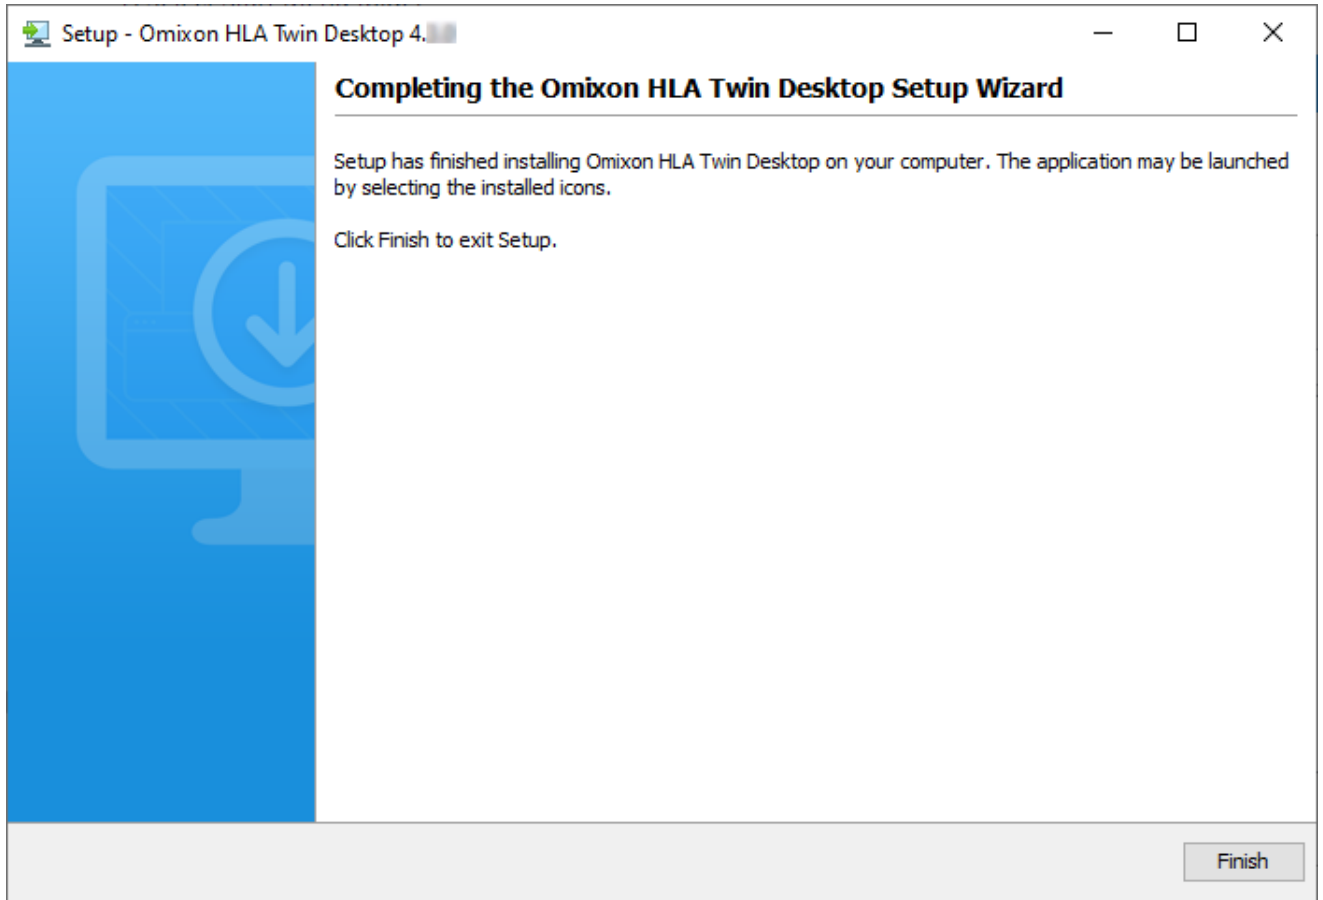 Setup - Omixon HLA Twin Desktop 4.
Completing the Omixon HLA Twin Desktop Setup Wizard
Setup has finished installing Omixon HLA Twin Desktop on your computer. The application may be launched
by selecting the installed icons.
Click Finish to exit Setup.
Finish